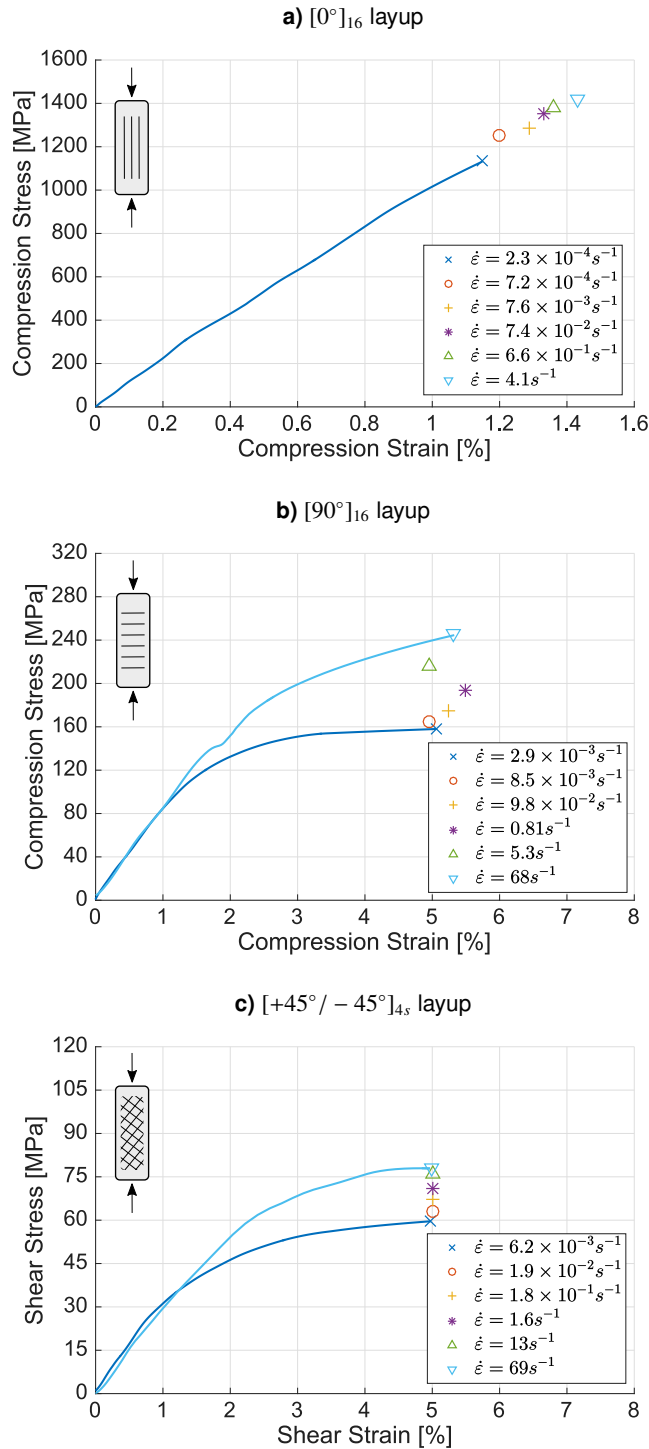 a) [0°]₁₆ layup
1600
1400
1200
1000
800
600
400
200
0
Compression Stress [MPa]
ε̇ = 2.3 × 10⁻⁴s⁻¹
ε̇ = 7.2 × 10⁻⁴s⁻¹
ε̇ = 7.6 × 10⁻³s⁻¹
ε̇ = 7.4 × 10⁻²s⁻¹
ε̇ = 6.6 × 10⁻¹s⁻¹
ε̇ = 4.1s⁻¹
0 0.2 0.4 0.6 0.8 1 1.2 1.4 1.6
Compression Strain [%]
b) [90°]₁₆ layup
320
280
240
200
160
120
80
40
0
Compression Stress [MPa]
ε̇ = 2.9 × 10⁻³s⁻¹
ε̇ = 8.5 × 10⁻³s⁻¹
ε̇ = 9.8 × 10⁻²s⁻¹
ε̇ = 0.81s⁻¹
ε̇ = 5.3s⁻¹
ε̇ = 68s⁻¹
0 1 2 3 4 5 6 7 8
Compression Strain [%]
c) [+45°/ − 45°]₄ₛ layup
120
105
90
75
60
45
30
15
0
Shear Stress [MPa]
ε̇ = 6.2 × 10⁻³s⁻¹
ε̇ = 1.9 × 10⁻²s⁻¹
ε̇ = 1.8 × 10⁻¹s⁻¹
ε̇ = 1.6s⁻¹
ε̇ = 13s⁻¹
ε̇ = 69s⁻¹
0 1 2 3 4 5 6 7 8
Shear Strain [%]